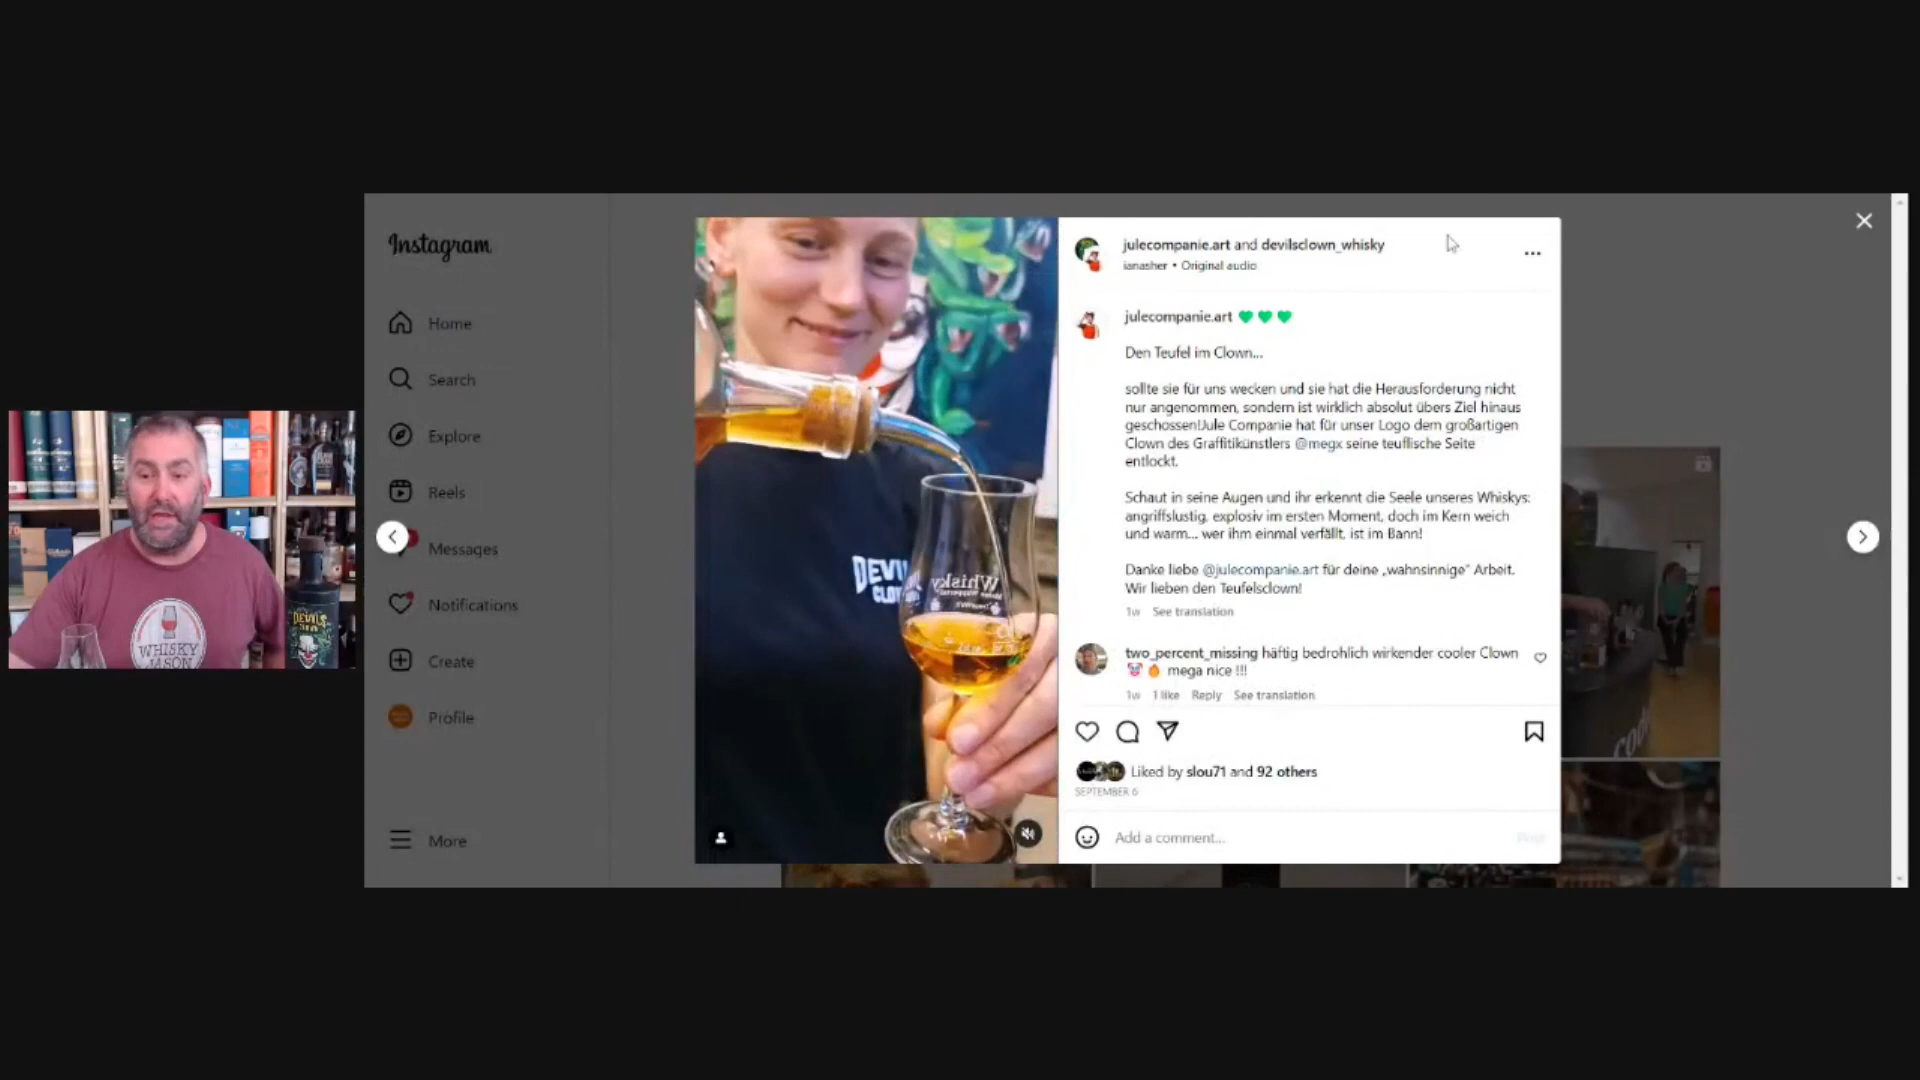 Instagram
Home
Search
Explore
Reels
Messages
Notifications
Create
Profile
More
WHISKY
JASON
DEVILS
DEVI
CLO
Whisky
julecompanie.art and devilsclown_whisky
ianasher • Original audio
julecompanie.art 💚💚💚
Den Teufel im Clown...
sollte sie für uns wecken und sie hat die Herausforderung nicht
nur angenommen, sondern ist wirklich absolut übers Ziel hinaus
geschossen!Jule Companie hat für unser Logo dem großartigen
Clown des Graffitikünstlers @megx seine teuflische Seite
entlockt.
Schaut in seine Augen und ihr erkennt die Seele unseres Whiskys:
angriffslustig, explosiv im ersten Moment, doch im Kern weich
und warm... wer ihm einmal verfällt, ist im Bann!
Danke liebe @julecompanie.art für deine „wahnsinnige" Arbeit.
Wir lieben den Teufelsclown!
1w See translation
two_percent_missing häftig bedrohlich wirkender cooler Clown
🤡🔥 mega nice !!!
1w 1 like Reply See translation
Liked by slou71 and 92 others
SEPTEMBER 6
Add a comment...
Post